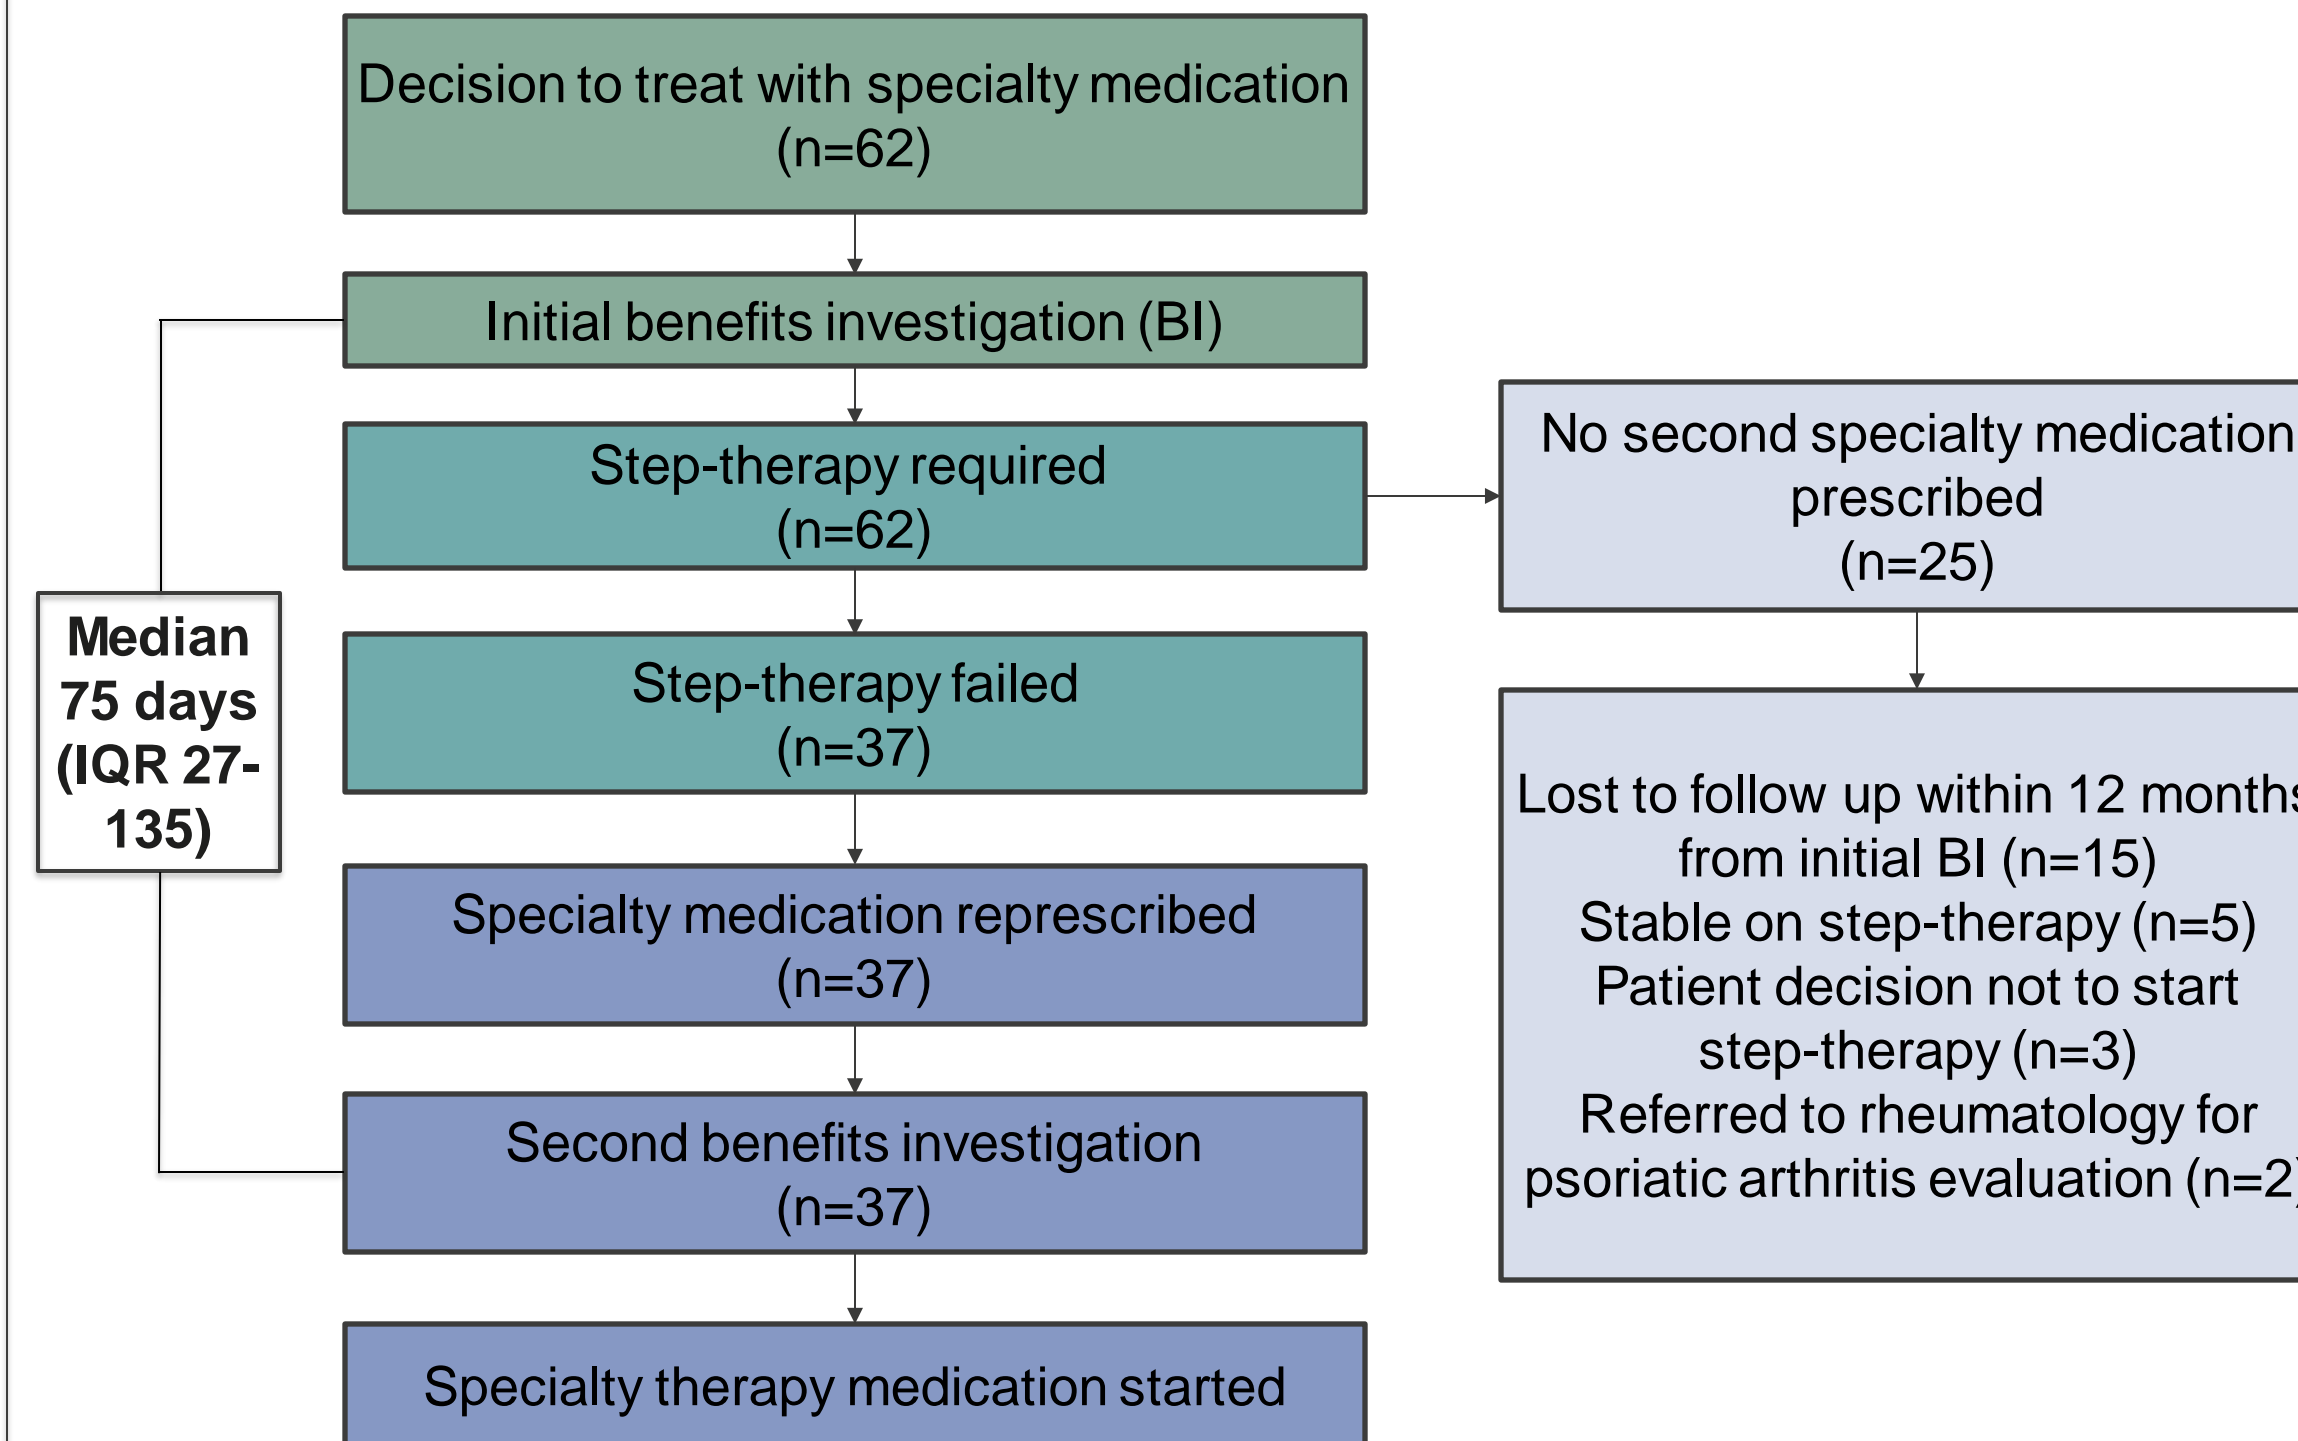 Decision to treat with specialty medication
(n=62)
Initial benefits investigation (BI)
Step-therapy required
(n=62)
No second specialty medication
prescribed
(n=25)
Step-therapy failed
(n=37)
Median
75 days
(IQR 27-
135)
Lost to follow up within 12 months
from initial BI (n=15)
Stable on step-therapy (n=5)
Patient decision not to start
step-therapy (n=3)
Referred to rheumatology for
psoriatic arthritis evaluation (n=2)
Specialty medication represcribed
(n=37)
Second benefits investigation
(n=37)
Specialty therapy medication started